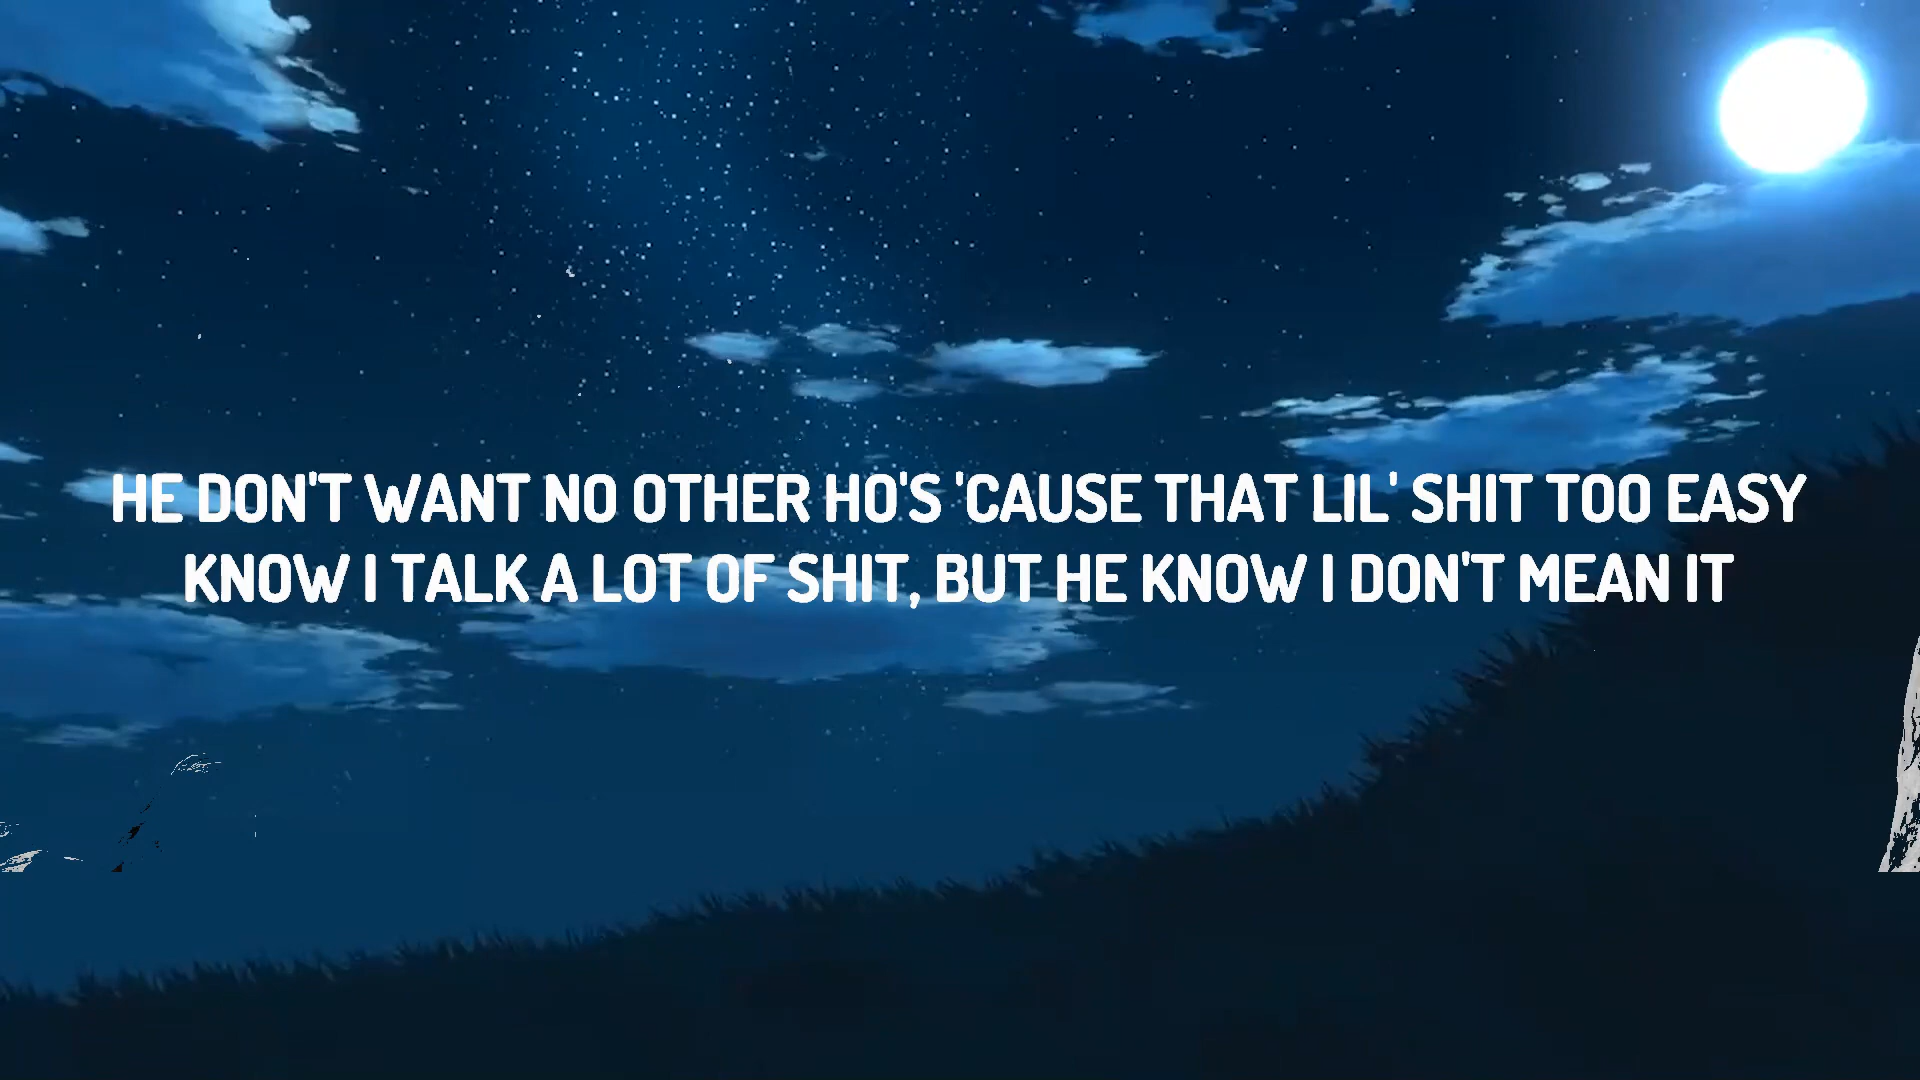 HE DON'T WANT NO OTHER HO'S 'CAUSE THAT LIL' SHIT TOO EASY
KNOW I TALK A LOT OF SHIT, BUT HE KNOW I DON'T MEAN IT